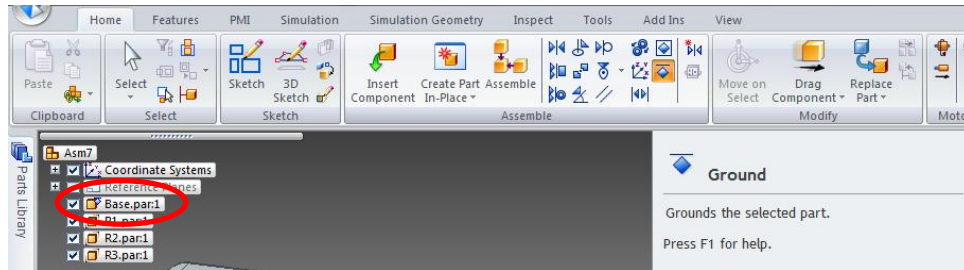 Home Features PMI Simulation Simulation Geometry Inspect Tools Add Ins View
Paste
Clipboard
Select
Select
Sketch
3D
Sketch
Sketch
Insert
Component
Create Part
In-Place
Assemble
Assemble
Move on
Select
Drag
Component
Replace
Part
Modify
Moto
Parts Library
Asm7
Coordinate Systems
Reference Planes
Base.par:1
R1.par:1
R2.par:1
R3.par:1
Ground
Grounds the selected part.
Press F1 for help.